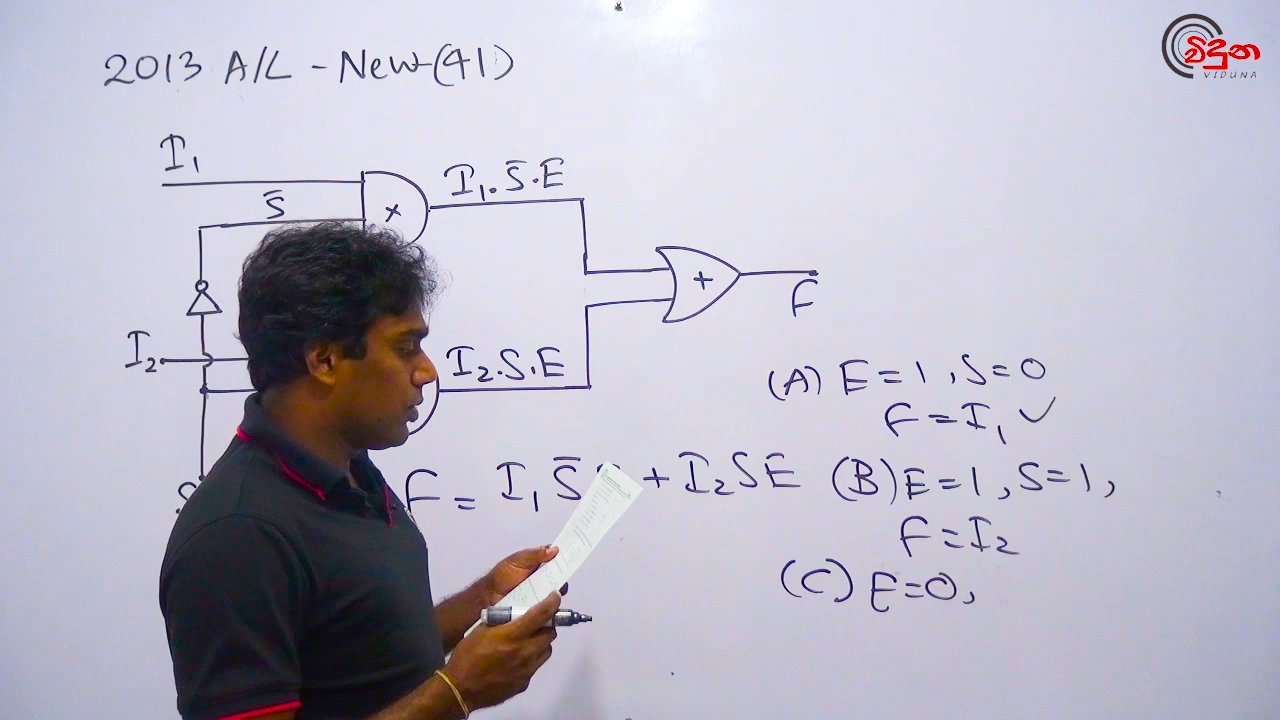 2013 A/L - New (41)
විදුන
VIDUNA
I₁
S̄
×
I₁.S̄.E
+
F
I₂
I₂.S.E
S
F = I₁S̄ + I₂SE
(A) E=1, S=0
F = I₁ ✓
(B) E=1, S=1,
F = I₂
(C) E=0,